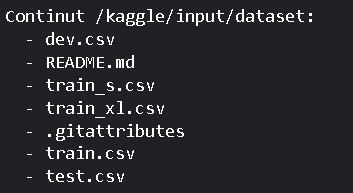 Continut /kaggle/input/dataset:
- dev.csv
- README.md
- train_s.csv
- train_xl.csv
- .gitattributes
- train.csv
- test.csv